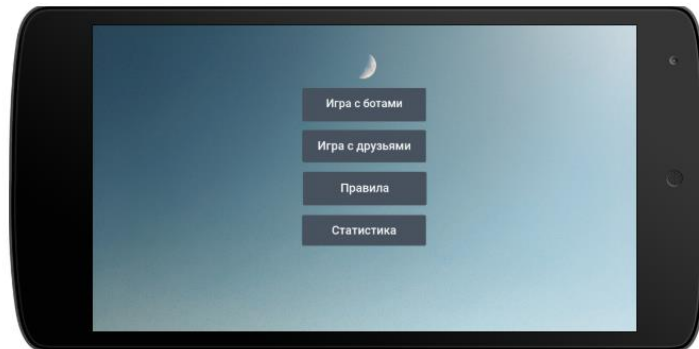 Игра с ботами
Игра с друзьями
Правила
Статистика